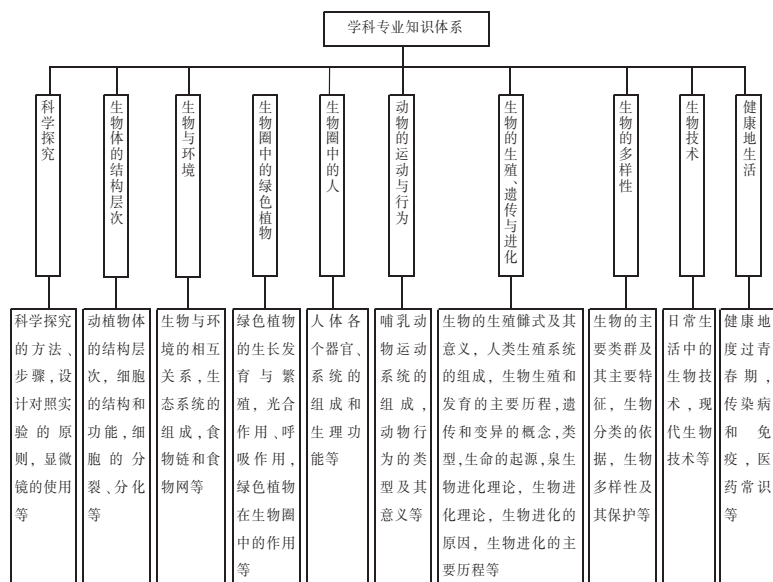 学科专业知识体系
科学探究
生物体的结构层次
生物与环境
生物圈中的绿色植物
生物圈中的人
动物的运动与行为
生物的生殖、遗传与进化
生物的多样性
生物技术
健康地生活
科学探究
的方法、
步骤,设
计对照实
验的原
则,显微
镜的使用
等
动植物体
的结构层
次,细胞
的结构和
功能,细
胞的分
裂、分化
等
生物与环
境的相互
关系,生
态系统的
组成,食
物链和食
物网等
绿色植物
的生长发
育与繁
殖,光合
作用、呼
吸作用,
绿色植物
在生物圈
中的作用
等
人体各
个器官、
系统的
组成和
生理功
能等
哺乳动
物运动
系统的
组成,
动物行
为的类
型及其
意义等
生物的生殖雠式及其
意义,人类生殖系统
的组成,生物生殖和
发育的主要历程,遗
传和变异的概念,类
型,生命的起源,泉生
物进化理论,生物进
化理论,生物进化的
原因,生物进化的主
要历程等
生物的主
要类群及
其主要特
征,生物
分类的依
据,生物
多样性及
其保护等
日常生
活中的
生物技
术,现
代生物
技术等
健康地
度过青
春期,
传染病
和免
疫,医
药常识
等